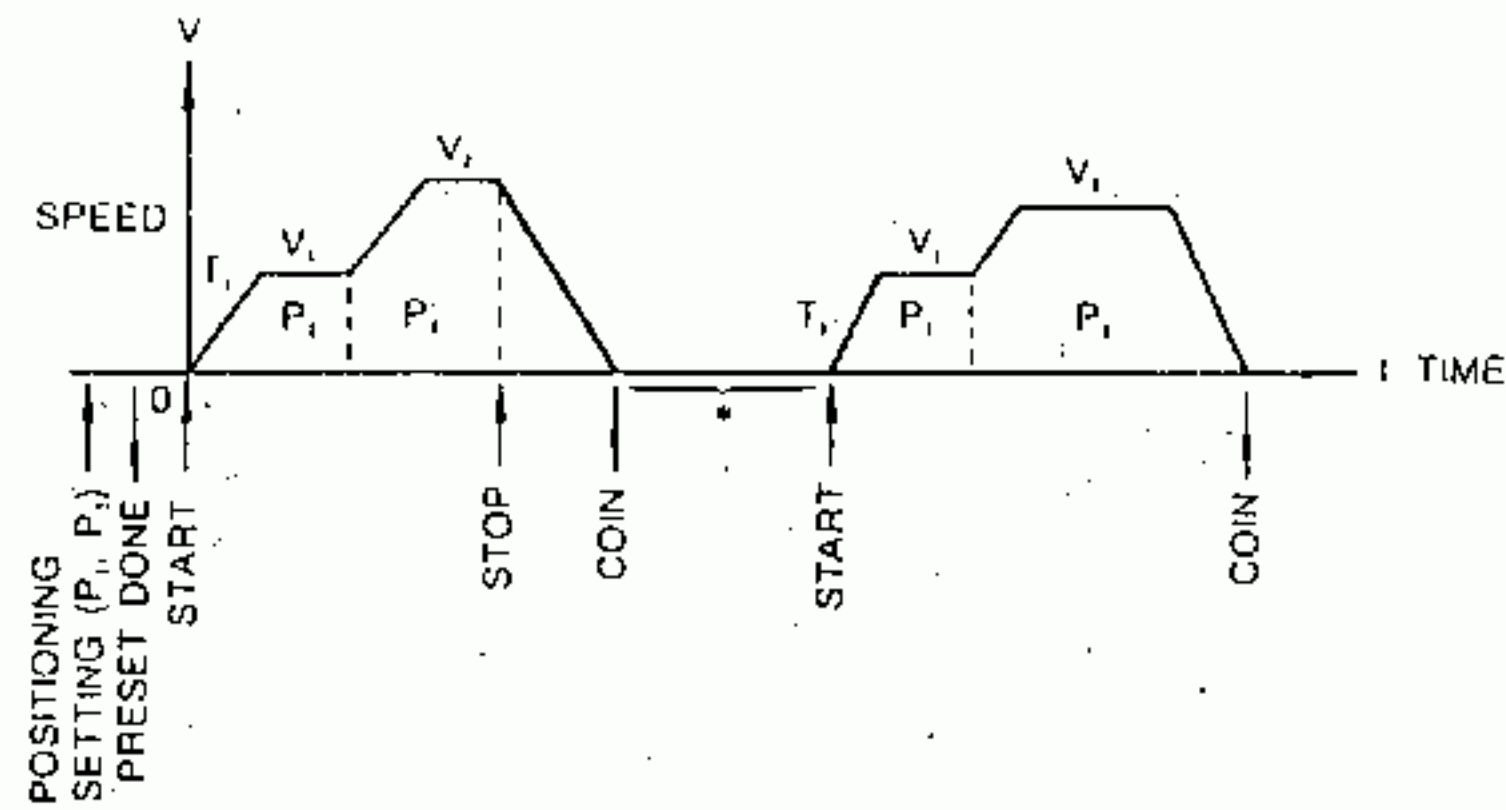 V
SPEED
V
V
T
P
P
V
V
T
P
P
0
TIME
*
POSITIONING
SETTING (P, P)
PRESET DONE
START
STOP
COIN
START
COIN